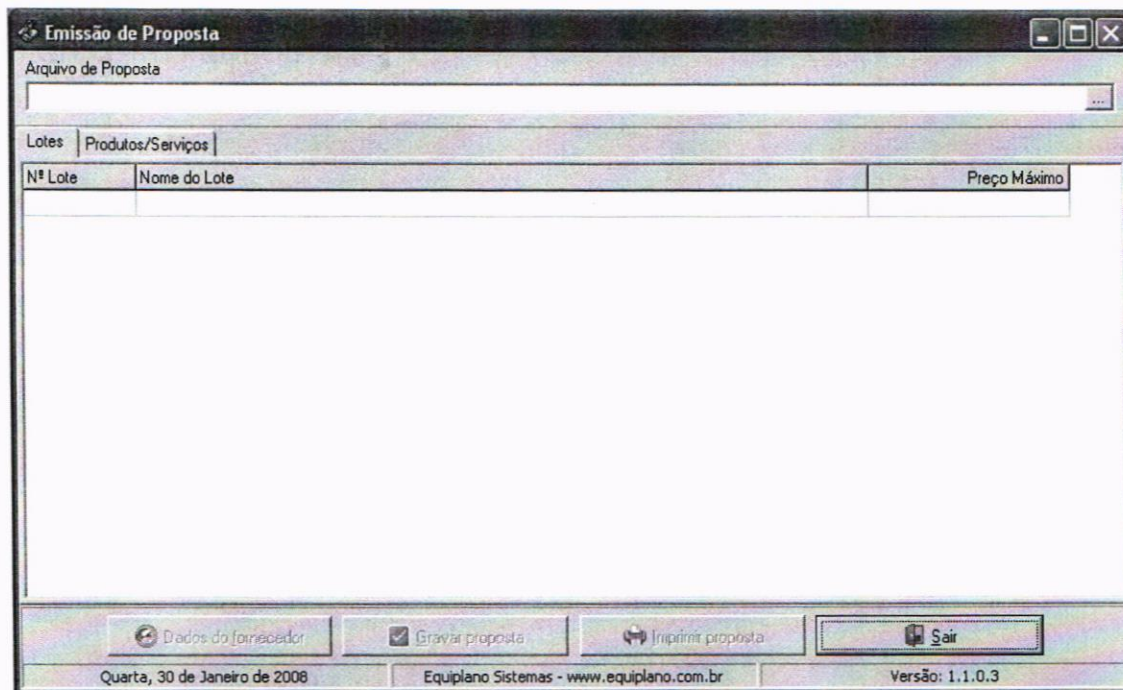 Emissão de Proposta
Arquivo de Proposta
...
Lotes Produtos/Serviços
Nª Lote Nome do Lote Preço Máximo
Dados do fornecedor Gravar proposta Imprimir proposta Sair
Quarta, 30 de Janeiro de 2008 Equiplano Sistemas - www.equiplano.com.br Versão: 1.1.0.3